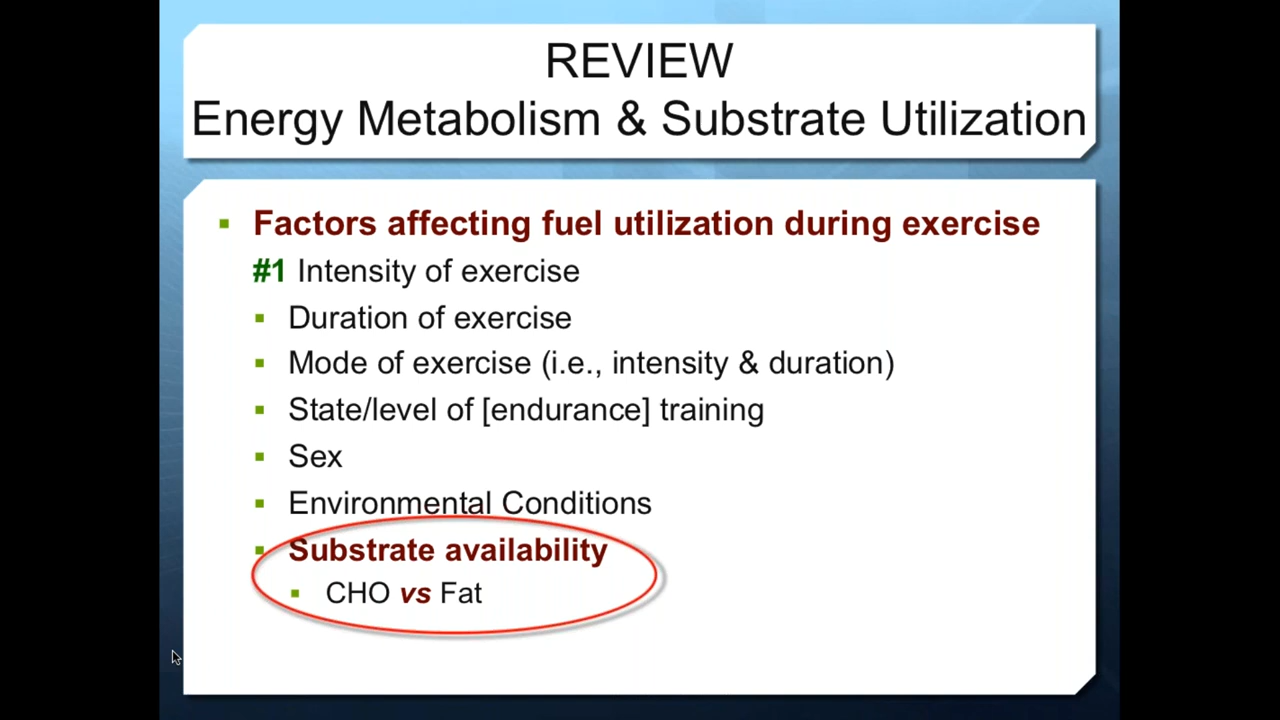 REVIEW
Energy Metabolism & Substrate Utilization
Factors affecting fuel utilization during exercise
#1 Intensity of exercise
Duration of exercise
Mode of exercise (i.e., intensity & duration)
State/level of [endurance] training
Sex
Environmental Conditions
Substrate availability
CHO vs Fat